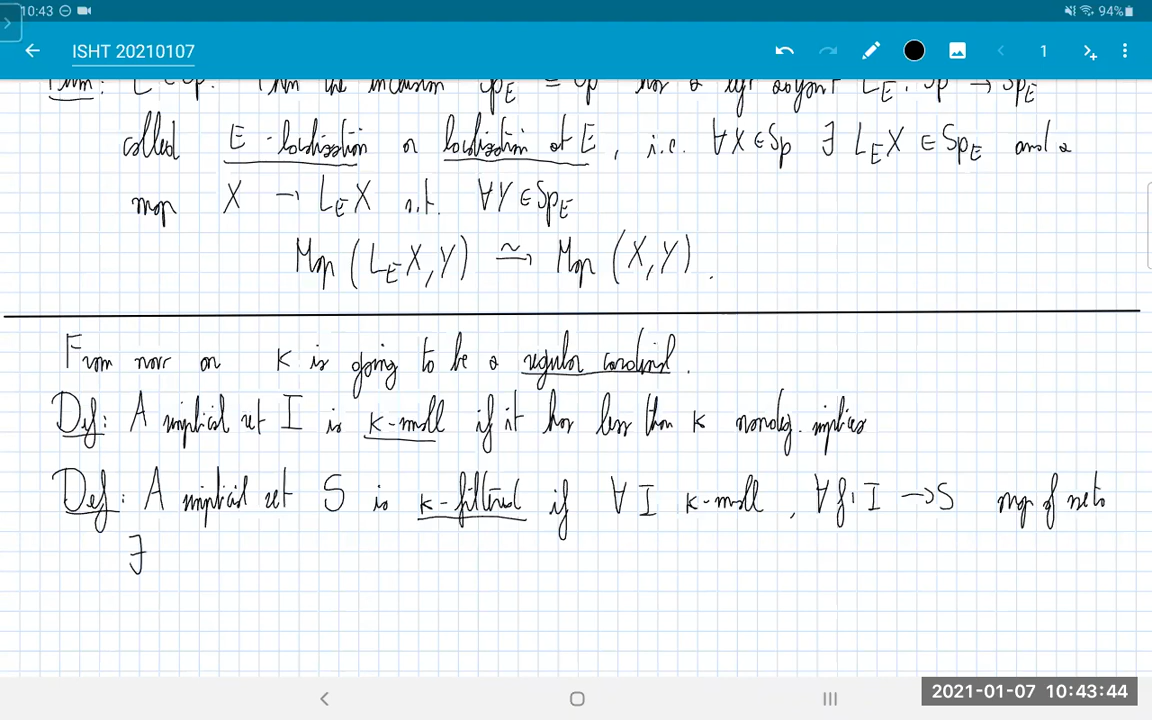 10:43
94%
ISHT 20210107
1
Thm: E ∈ Sp. Then the inclusion Sp_E ⊆ Sp has a left adjoint L_E: Sp → Sp_E
called E-localisation or localisation at E, i.e. ∀X∈Sp ∃ L_E X ∈ Sp_E and a
map X → L_E X s.t. ∀Y∈Sp_E
Map (L_E X, Y) ≃→ Map (X, Y).
From now on κ is going to be a regular cardinal.
Def: A simplicial set I is κ-small if it has less than κ nondeg. simplices
Def: A simplicial set S is κ-filtered if ∀ I κ-small, ∀ f: I → S map of sets
∃
2021-01-07 10:43:44